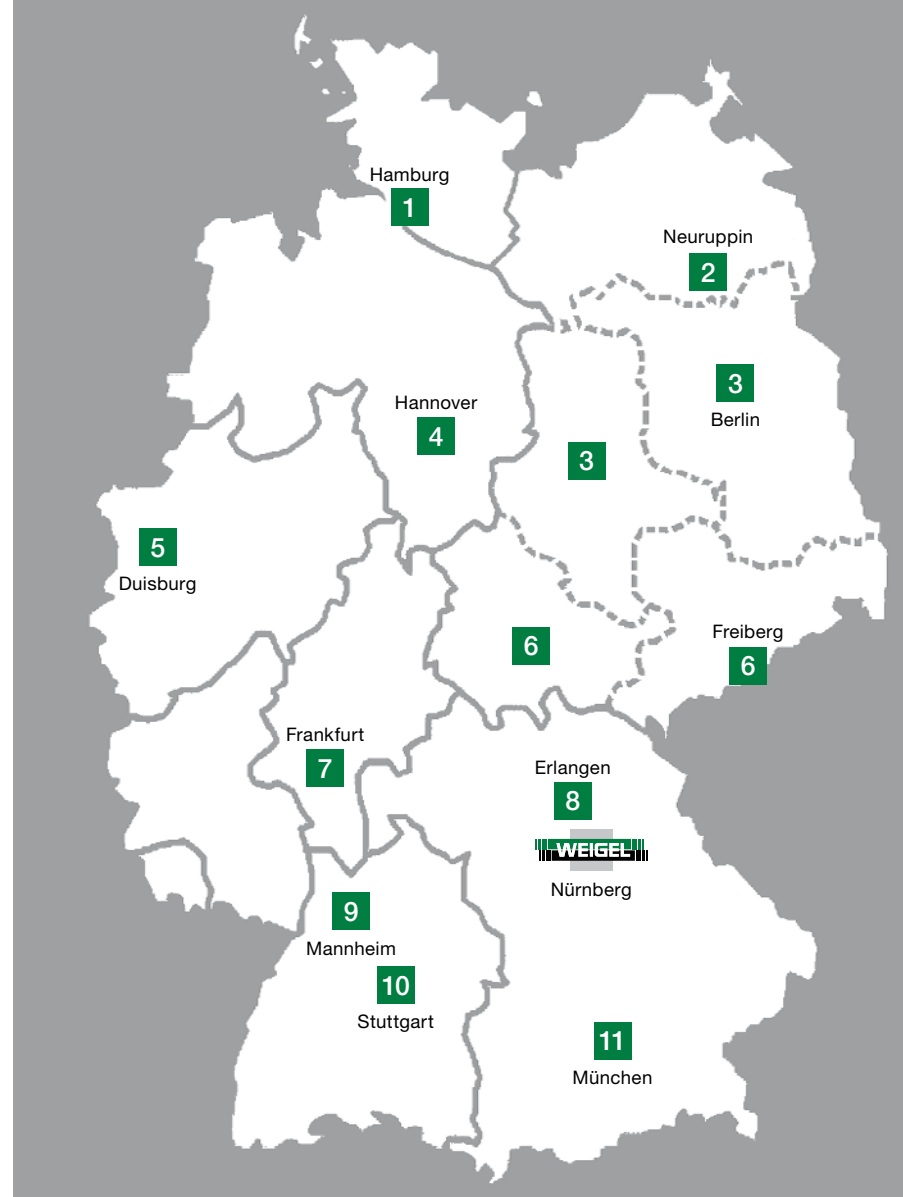 Hamburg
1
Neuruppin
2
3
Berlin
Hannover
4
3
5
Duisburg
6
Freiberg
6
Frankfurt
7
Erlangen
8
WEIGEL
Nürnberg
9
Mannheim
10
Stuttgart
11
München